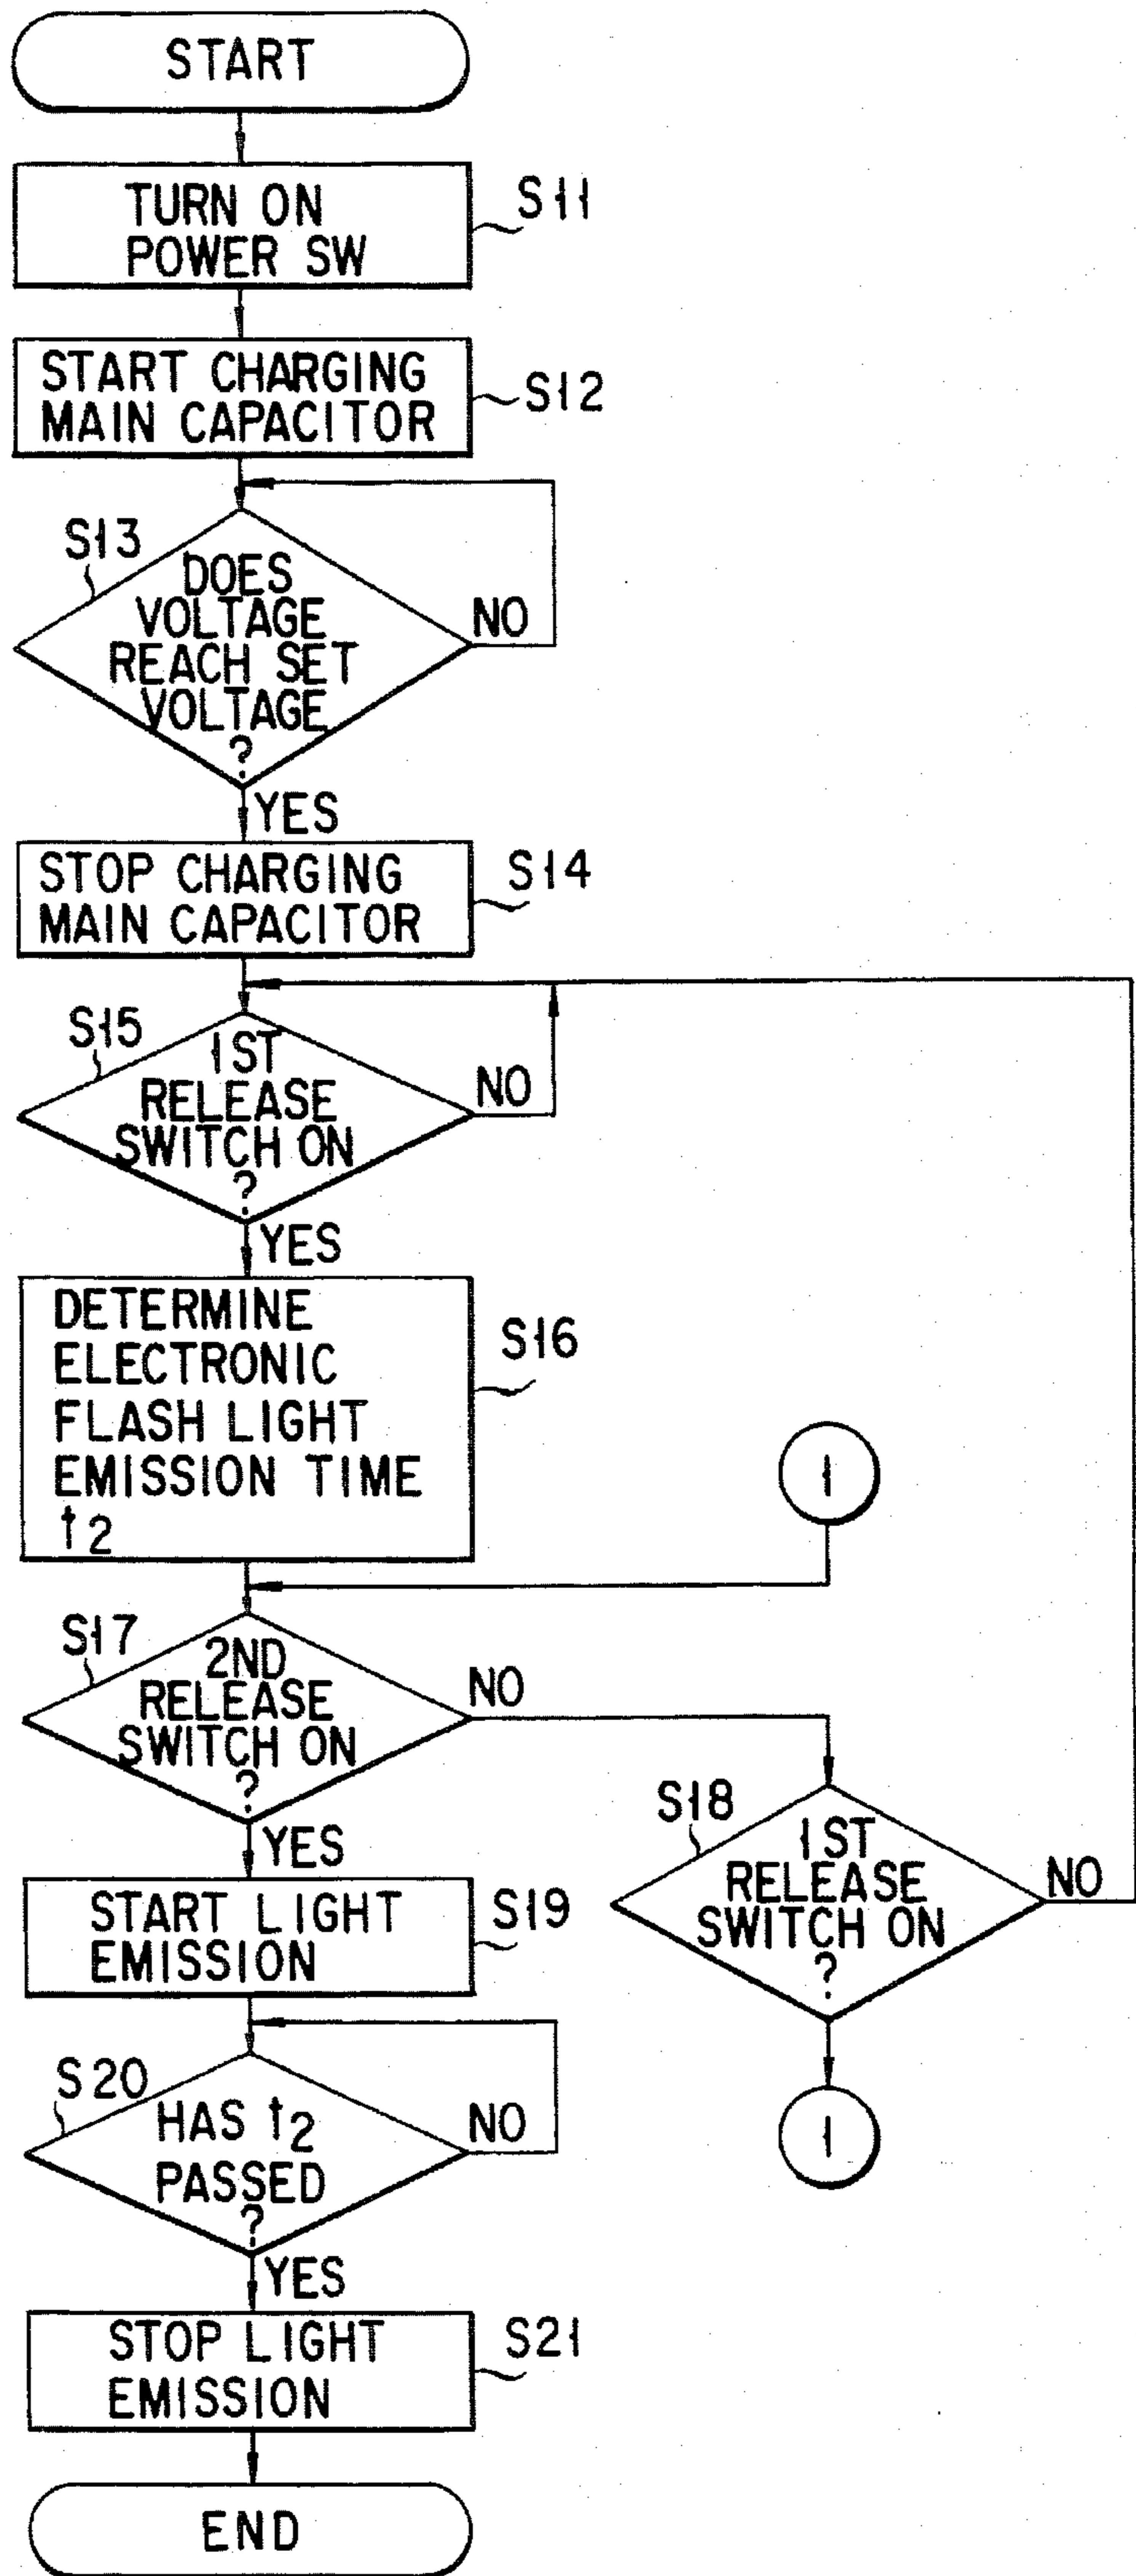 START
TURN ON
POWER SW
S11
START CHARGING
MAIN CAPACITOR
S12
S13
DOES
VOLTAGE
REACH SET
VOLTAGE
?
NO
YES
STOP CHARGING
MAIN CAPACITOR
S14
S15
1ST
RELEASE
SWITCH ON
?
NO
YES
DETERMINE
ELECTRONIC
FLASH LIGHT
EMISSION TIME
t2
S16
1
S17
2ND
RELEASE
SWITCH ON
?
NO
YES
S18
1ST
RELEASE
SWITCH ON
?
NO
1
START LIGHT
EMISSION
S19
S20
HAS t2
PASSED
?
NO
YES
STOP LIGHT
EMISSION
S21
END